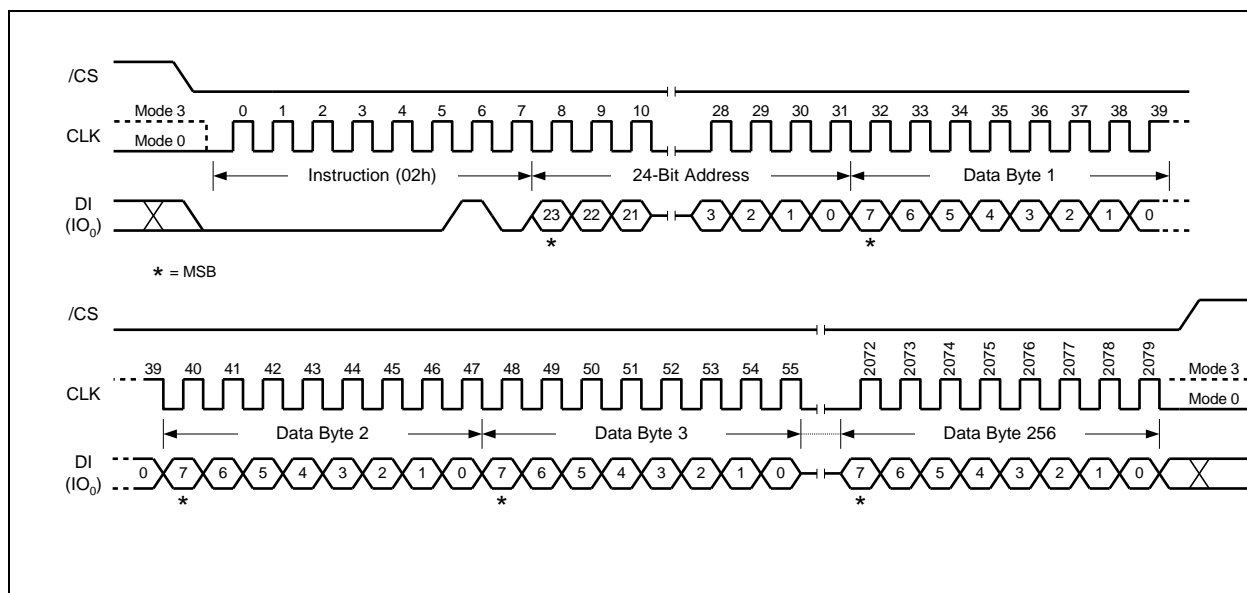 /CS
Mode 3
0 1 2 3 4 5 6 7 8 9 10 28 29 30 31 32 33 34 35 36 37 38 39
CLK
Mode 0
Instruction (02h) 24-Bit Address Data Byte 1
DI
(IO0)
23 22 21 3 2 1 0 7 6 5 4 3 2 1 0
* *
* = MSB
/CS
39 40 41 42 43 44 45 46 47 48 49 50 51 52 53 54 55 2072 2073 2074 2075 2076 2077 2078 2079
Mode 3
CLK
Mode 0
Data Byte 2 Data Byte 3 Data Byte 256
DI
(IO0)
0 7 6 5 4 3 2 1 0 7 6 5 4 3 2 1 0 7 6 5 4 3 2 1 0
* * *